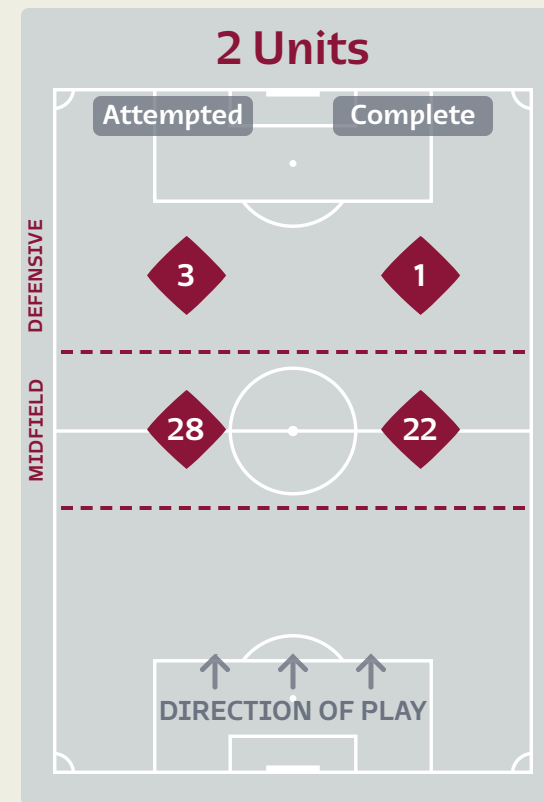 2 Units
Attempted
Complete
DEFENSIVE
3
1
MIDFIELD
28
22
DIRECTION OF PLAY